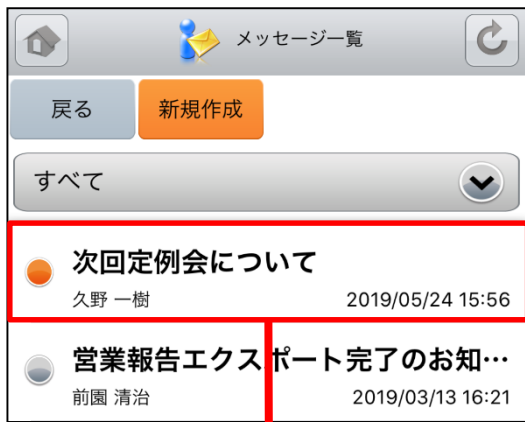 メッセージ一覧
戻る 新規作成
すべて
次回定例会について
久野 一樹 2019/05/24 15:56
営業報告エクスポート完了のお知…
前園 清治 2019/03/13 16:21